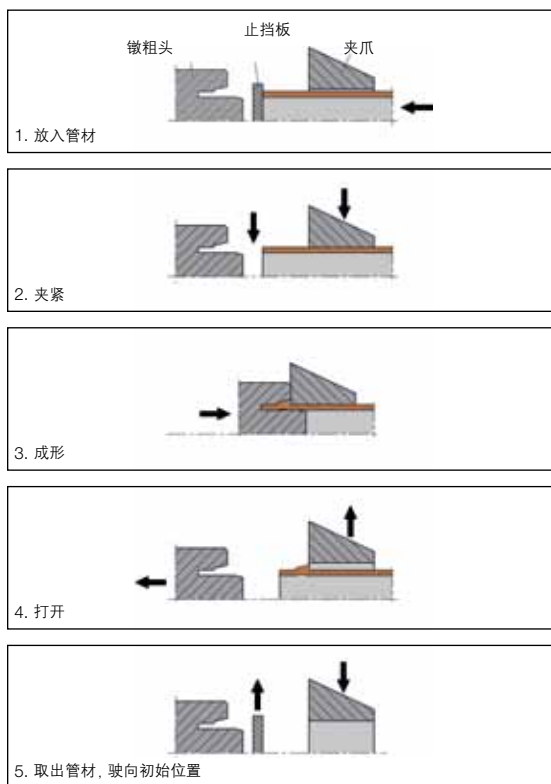 止挡板
镦粗头
夹爪
1. 放入管材
2. 夹紧
3. 成形
4. 打开
5. 取出管材, 驶向初始位置